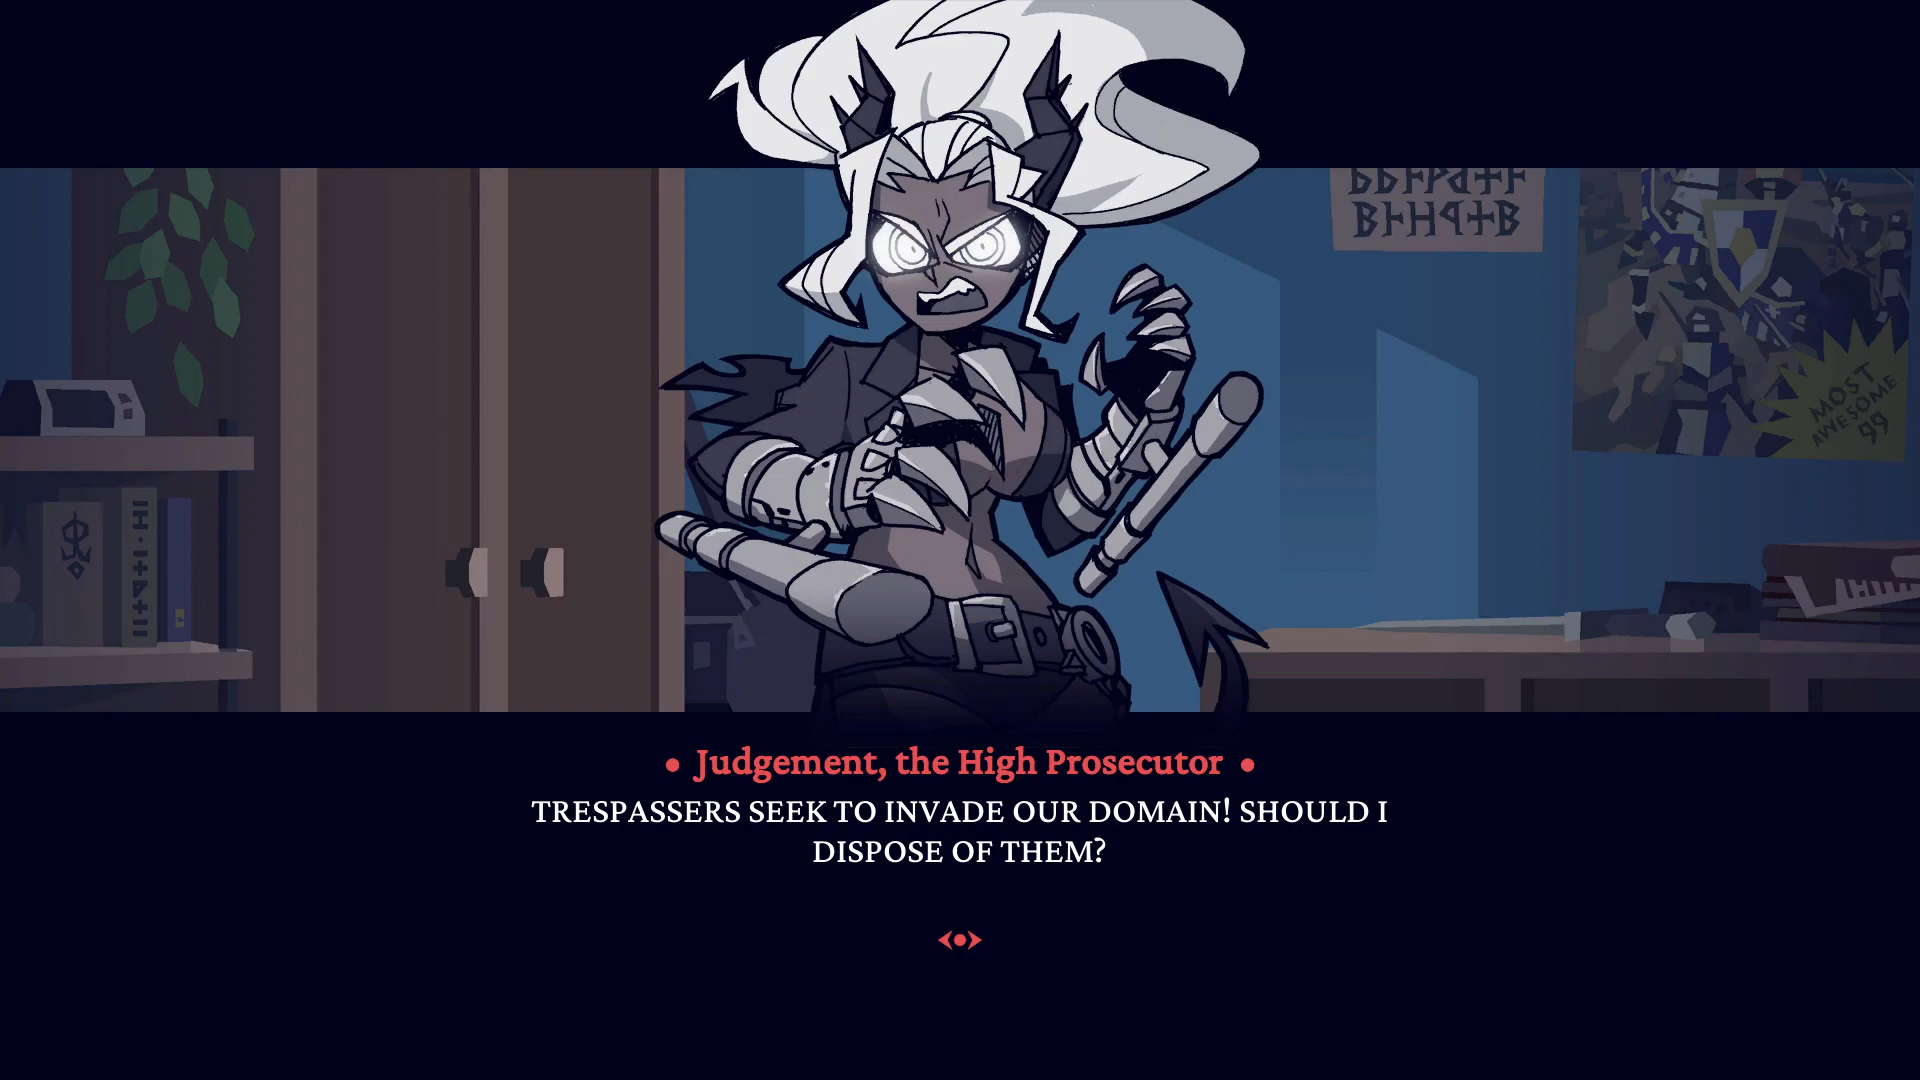 MOST
AWESOME
99
• Judgement, the High Prosecutor •
TRESPASSERS SEEK TO INVADE OUR DOMAIN! SHOULD I
DISPOSE OF THEM?